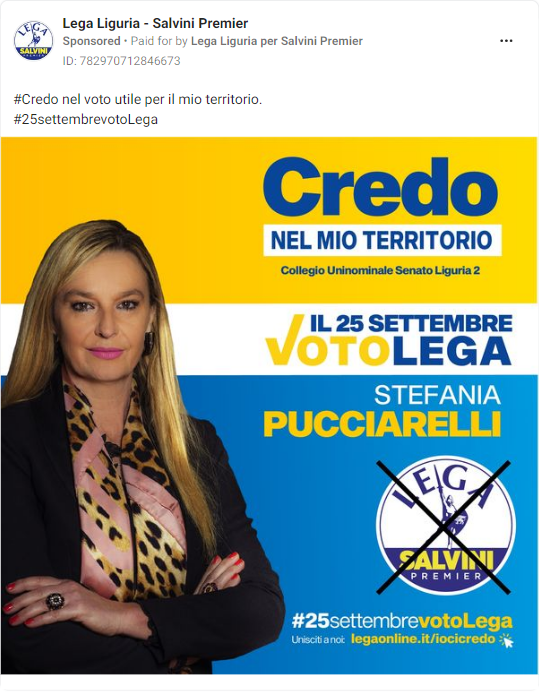 Lega Liguria - Salvini Premier
Sponsored • Paid for by Lega Liguria per Salvini Premier
ID: 782970712846673
#Credo nel voto utile per il mio territorio.
#25settembrevotoLega
Credo
NEL MIO TERRITORIO
Collegio Uninominale Senato Liguria 2
IL 25 SETTEMBRE
VOTOLEGA
STEFANIA
PUCCIARELLI
LEGA
SALVINI
PREMIER
#25settembrevotoLega
Unisciti a noi: legaonline.it/iocicredo